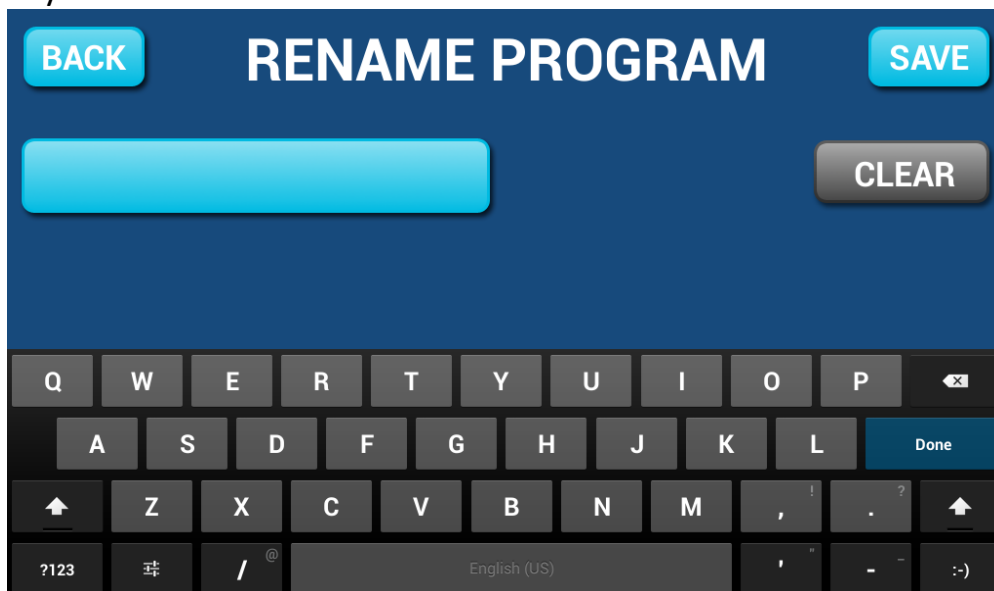 BACK RENAME PROGRAM SAVE
CLEAR
Q W E R T Y U I O P
A S D F G H J K L Done
Z X C V B N M , ! . ?
?123 / @ English (US) ' " - _ :-)